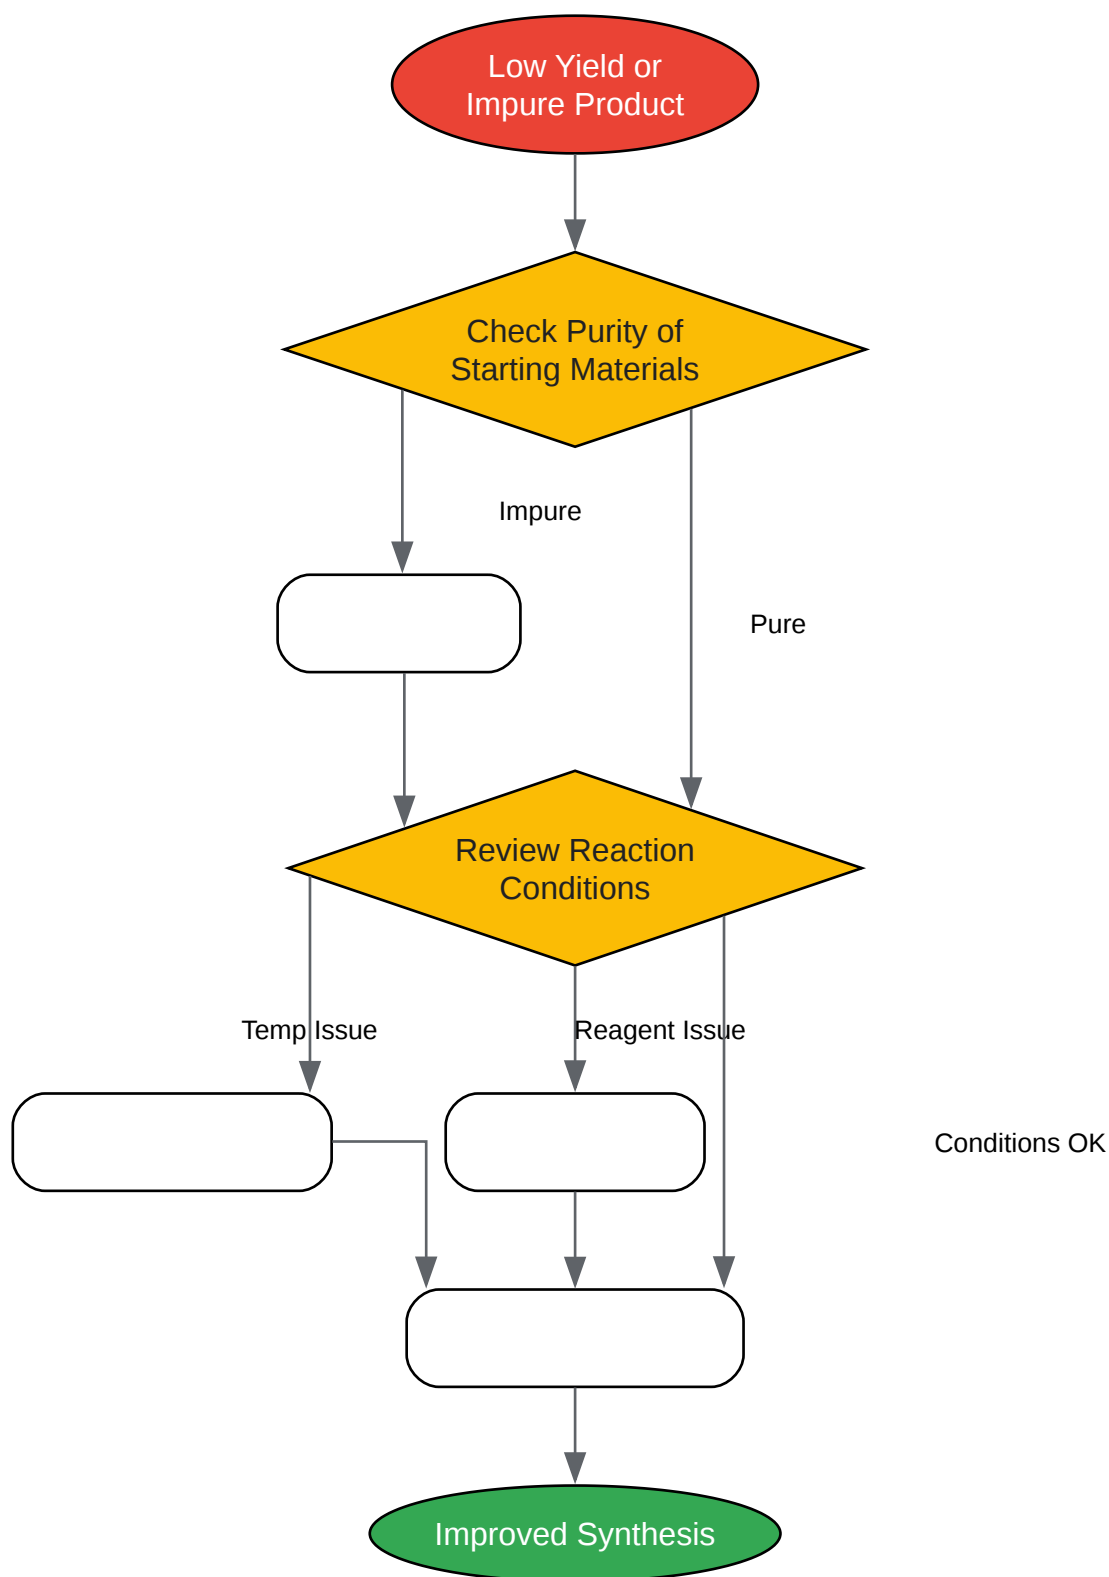 Low Yield or
Impure Product
Check Purity of
Starting Materials
Impure
Pure
Review Reaction
Conditions
Temp Issue
Reagent Issue
Conditions OK
Improved Synthesis